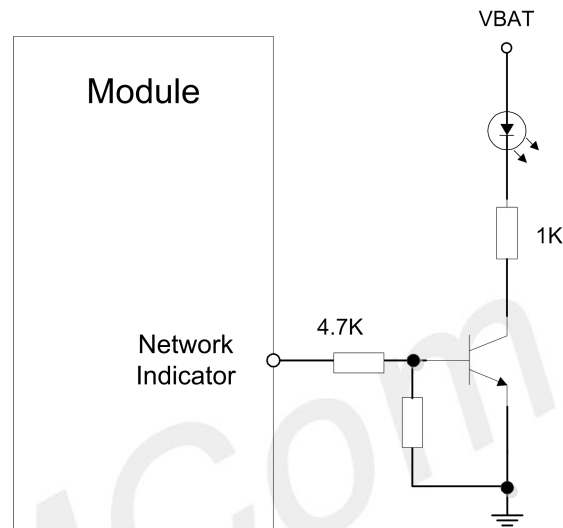 VBAT
Module
1K
4.7K
Network
Indicator